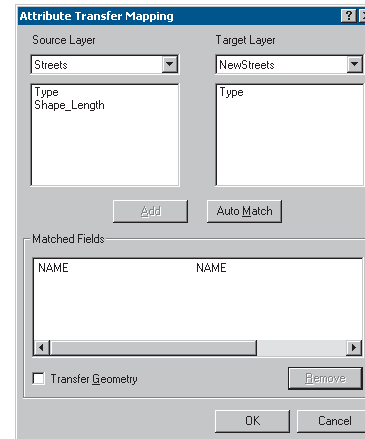 Attribute Transfer Mapping ?
Source Layer Target Layer
Streets NewStreets
Type Type
Shape_Length
Add Auto Match
Matched Fields
NAME NAME
Transfer Geometry Remove
OK Cancel